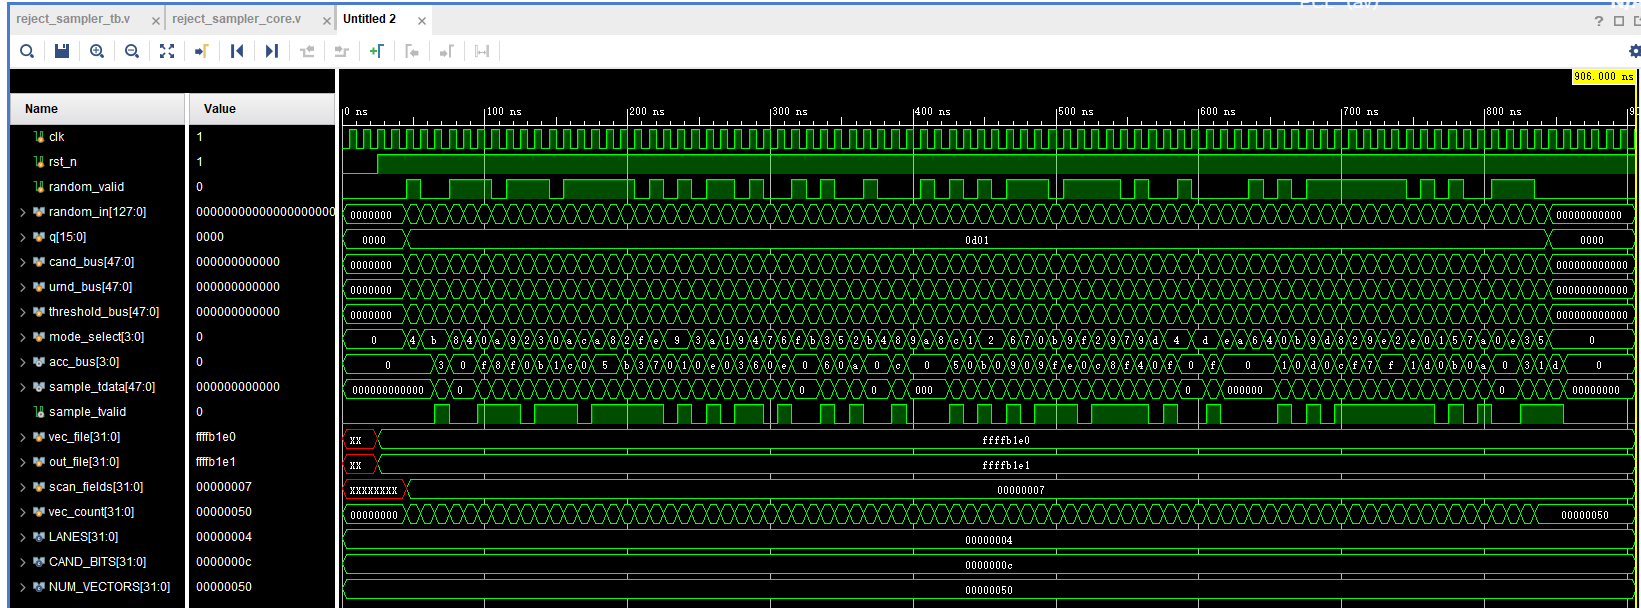 reject_sampler_tb.v × reject_sampler_core.v × Untitled 2 ×
?
906.000 ns
Name Value
0 ns 100 ns 200 ns 300 ns 400 ns 500 ns 600 ns 700 ns 800 ns
clk 1
rst_n 1
random_valid 0
random_in[127:0] 00000000000000000000 0000000 00000000000
q[15:0] 0000 0000 0d01 0000
cand_bus[47:0] 000000000000 0000000 000000000000
urnd_bus[47:0] 000000000000 0000000 000000000000
threshold_bus[47:0] 000000000000 0000000 000000000000
mode_select[3:0] 0 0 4 b 8 4 0 a 9 2 3 0 a c a 8 2 f e 9 3 a 1 9 4 7 6 f b 3 5 2 b 4 8 9 a 8 c 1 2 6 7 0 b 9 f 2 9 7 9 d 4 d e a 6 4 0 b 9 d 8 2 9 e 2 e 0 1 5 7 a 0 e 3 5 0
acc_bus[3:0] 0 0 3 0 f 8 f 0 b 1 c 0 5 b 3 7 0 1 0 e 0 3 6 0 e 0 6 0 a 0 c 0 5 0 b 0 9 0 9 f e 0 c 8 f 4 0 f 0 f 0 1 0 d 0 c f 7 f 1 d 0 b 0 a 0 3 1 d 0
sample_tdata[47:0] 000000000000 000000000000 0 0 0 000 0 000000 0 00000000
sample_tvalid 0
vec_file[31:0] ffffb1e0 XX ffffb1e0
out_file[31:0] ffffb1e1 XX ffffb1e1
scan_fields[31:0] 00000007 XXXXXXXX 00000007
vec_count[31:0] 00000050 00000000 00000050
LANES[31:0] 00000004 00000004
CAND_BITS[31:0] 0000000c 0000000c
NUM_VECTORS[31:0] 00000050 00000050